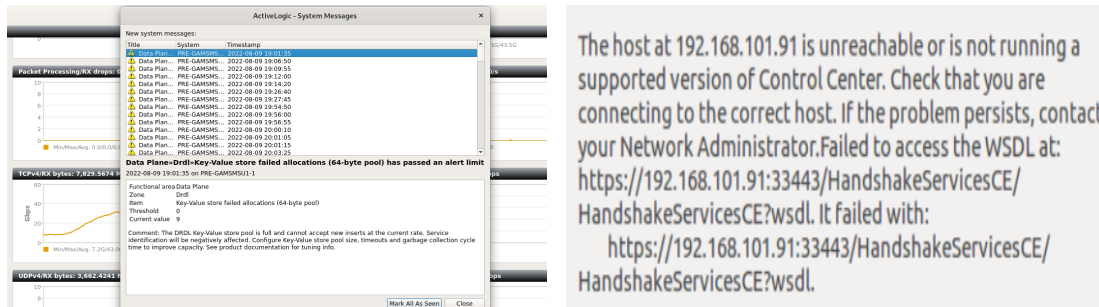 ActiveLogic - System Messages
×
New system messages:
Title System Timestamp
Data Plan... PRE-GAMSMS... 2022-08-09 19:01:35
Data Plan... PRE-GAMSMS... 2022-08-09 19:06:50
Data Plan... PRE-GAMSMS... 2022-08-09 19:09:55
Data Plan... PRE-GAMSMS... 2022-08-09 19:12:00
Data Plan... PRE-GAMSMS... 2022-08-09 19:14:20
Data Plan... PRE-GAMSMS... 2022-08-09 19:26:40
Data Plan... PRE-GAMSMS... 2022-08-09 19:27:45
Data Plan... PRE-GAMSMS... 2022-08-09 19:54:50
Data Plan... PRE-GAMSMS... 2022-08-09 19:56:00
Data Plan... PRE-GAMSMS... 2022-08-09 19:56:55
Data Plan... PRE-GAMSMS... 2022-08-09 20:00:10
Data Plan... PRE-GAMSMS... 2022-08-09 20:01:05
Data Plan... PRE-GAMSMS... 2022-08-09 20:01:15
Data Plan... PRE-GAMSMS... 2022-08-09 20:03:25
Data Plane=Drdl=Key-Value store failed allocations (64-byte pool) has passed an alert limit
2022-08-09 19:01:35 on PRE-GAMSMSU1-1
Functional area Data Plane
Zone Drdl
Item Key-Value store failed allocations (64-byte pool)
Threshold 0
Current value 9
Comment: The DRDL Key-Value store pool is full and cannot accept new inserts at the current rate. Service
identification will be negatively affected. Configure Key-Value store pool size, timeouts and garbage collection cycle
time to improve capacity. See product documentation for tuning info.
Mark All As Seen Close
0
1G/43.5G
Packet Processing/RX drops:
10
8
6
4
2
0
Min/Max/Avg: 0.0/0.0/0.
TCPv4/RX bytes: 7,829.5674
60
40
20
0
Gbps
Min/Max/Avg: 7.2G/43.
UDPv4/RX bytes: 3,662.4241
10
8
The host at 192.168.101.91 is unreachable or is not running a
supported version of Control Center. Check that you are
connecting to the correct host. If the problem persists, contact
your Network Administrator.Failed to access the WSDL at:
https://192.168.101.91:33443/HandshakeServicesCE/
HandshakeServicesCE?wsdl. It failed with:
https://192.168.101.91:33443/HandshakeServicesCE/
HandshakeServicesCE?wsdl.